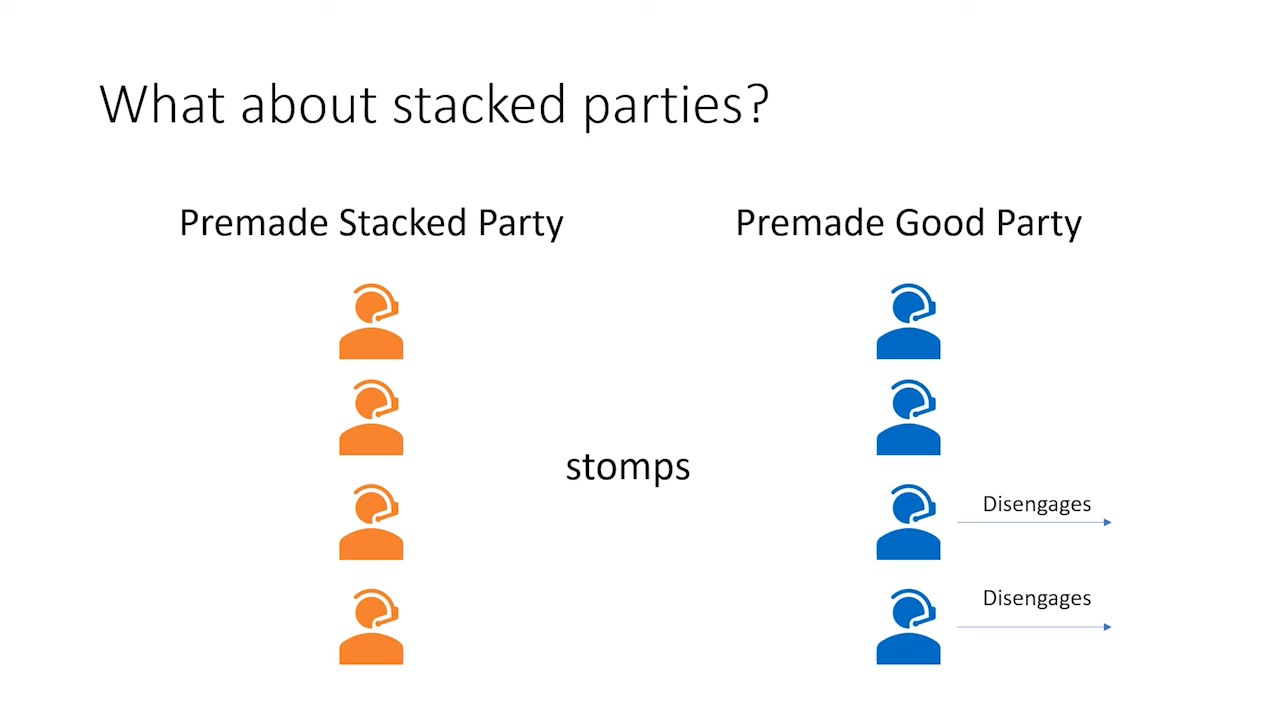 What about stacked parties?
Premade Stacked Party
Premade Good Party
stomps
Disengages
Disengages